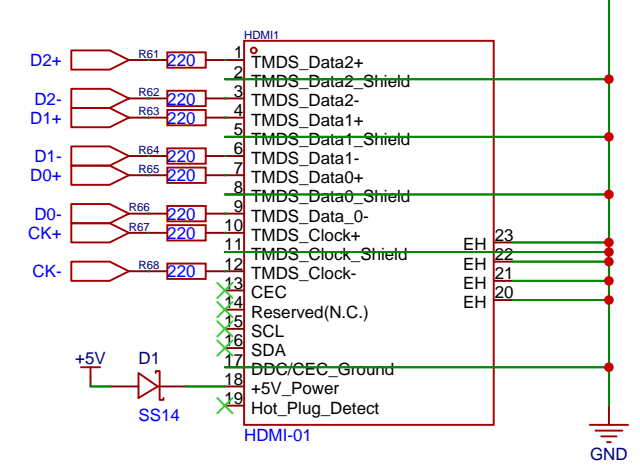 HDMI1
D2+ R61 220 1 TMDS_Data2+
2 TMDS_Data2_Shield
D2- R62 220 3 TMDS_Data2-
D1+ R63 220 4 TMDS_Data1+
5 TMDS_Data1_Shield
D1- R64 220 6 TMDS_Data1-
D0+ R65 220 7 TMDS_Data0+
8 TMDS_Data0_Shield
D0- R66 220 9 TMDS_Data_0-
CK+ R67 220 10 TMDS_Clock+
EH 23
11 TMDS_Clock_Shield
EH 22
CK- R68 220 12 TMDS_Clock-
EH 21
13 CEC
EH 20
14 Reserved(N.C.)
15 SCL
16 SDA
17 DDC/CEC_Ground
+5V D1 18 +5V_Power
SS14 19 Hot_Plug_Detect
HDMI-01
GND